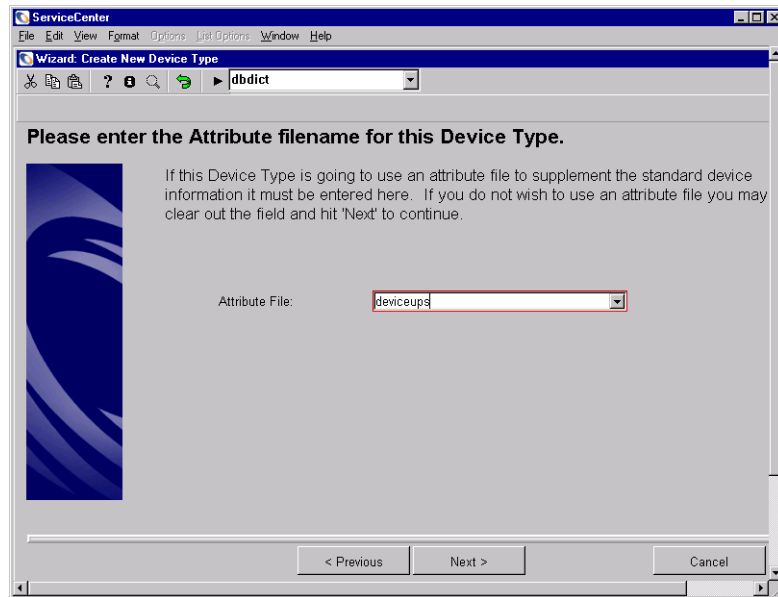 ServiceCenter
File Edit View Format Options List Options Window Help
Wizard: Create New Device Type
dbdict
Please enter the Attribute filename for this Device Type.
If this Device Type is going to use an attribute file to supplement the standard device
information it must be entered here. If you do not wish to use an attribute file you may
clear out the field and hit 'Next' to continue.
Attribute File: deviceups
< Previous Next > Cancel